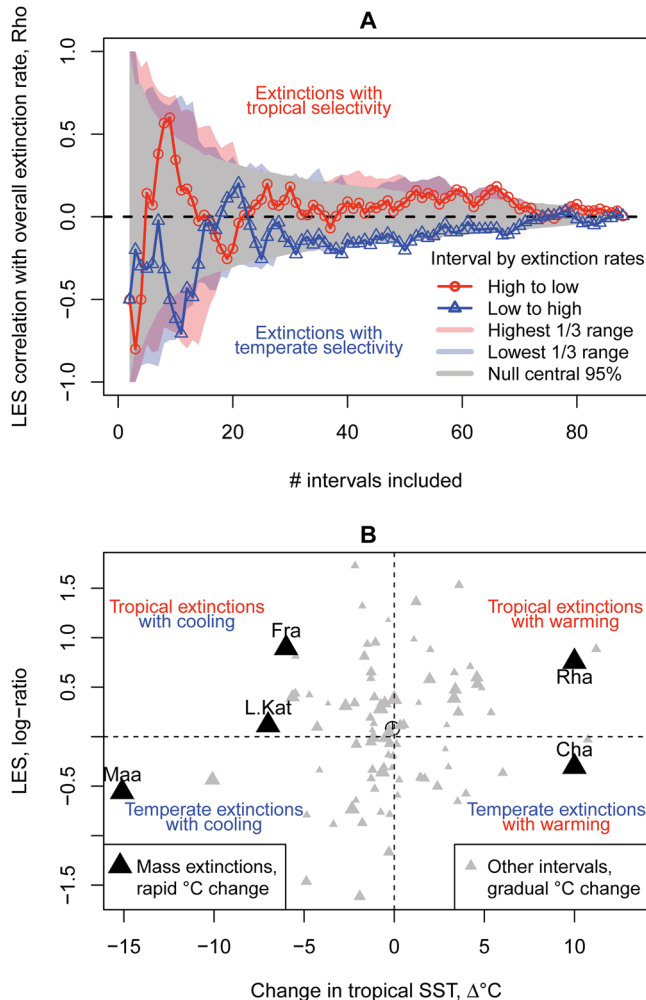 A
LES correlation with overall extinction rate, Rho
1.0
0.5
0.0
−0.5
−1.0
Extinctions with
tropical selectivity
Extinctions with
temperate selectivity
Interval by extinction rates
High to low
Low to high
Highest 1/3 range
Lowest 1/3 range
Null central 95%
0
20
40
60
80
# intervals included
B
LES, log−ratio
1.5
1.0
0.5
−0.5
−1.5
Tropical extinctions
with cooling
Tropical extinctions
with warming
Fra
Rha
L.Kat
Cha
Maa
Temperate extinctions
with cooling
Temperate extinctions
with warming
Mass extinctions,
rapid °C change
Other intervals,
gradual °C change
−15
−10
−5
0
5
10
Change in tropical SST, Δ°C